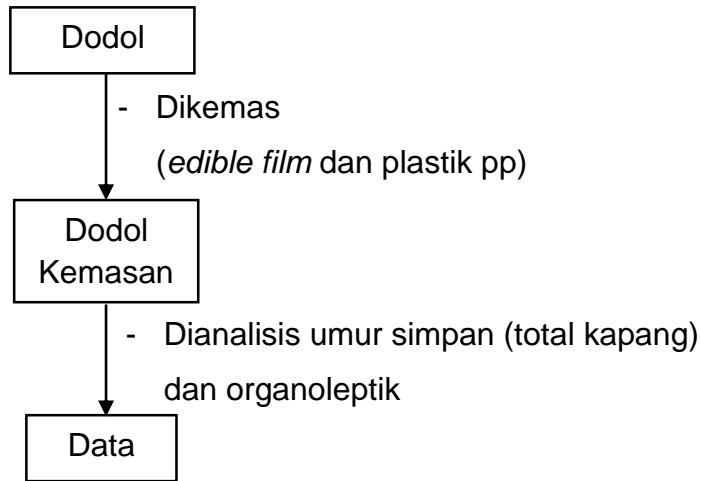 Dodol
- Dikemas
(edible film dan plastik pp)
Dodol
Kemasan
- Dianalisis umur simpan (total kapang)
dan organoleptik
Data